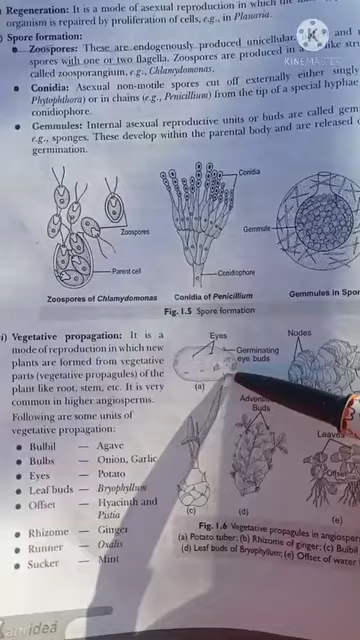 Regeneration: It is a mode of asexual reproduction in which the
organism is repaired by proliferation of cells, e.g., in Planaria.
Spore formation:
• Zoospores: These are endogenously produced unicellular, and
spores with one or two flagella. Zoospores are produced in
called zoosporangium, e.g., Chlamydomonas.
• Conidia: Asexual non-motile spores cut off externally either singly
Phytophthora) or in chains (e.g., Penicillium) from the tip of a special hyphae
conidiophore.
• Gemmules: Internal asexual reproductive units or buds are called
e.g., sponges. These develop within the parental body and are released
germination.
K
KINEMASTER
Conidia
Zoospores
Gemmule
Parent cell
Conidiophore
Zoospores of Chlamydomonas
Conidia of Penicillium
Gemmules in
Fig. 1.5 Spore formation
Vegetative propagation: It is a
mode of reproduction in which new
plants are formed from vegetative
parts (vegetative propagules) of the
plant like root, stem, etc. It is very
common in higher angiosperms.
Following are some units of
vegetative propagation:
• Bulbil — Agave
• Bulbs — Onion, Garlic
• Eyes — Potato
• Leaf buds — Bryophyllum
• Offset — Hyacinth and
Pistia
• Rhizome — Ginger
• Runner — Oxalis
• Sucker — Mint
Eyes
Nodes
Germinating
eye buds
(a)
Buds
Leaves
Offset
(c)
(d)
(e)
Fig. 1.6 Vegetative propagules in
(a) Potato tuber; (b) Rhizome of ginger; (c) Bulbil
(d) Leaf buds of Bryophyllum; (e) Offset of water
idea